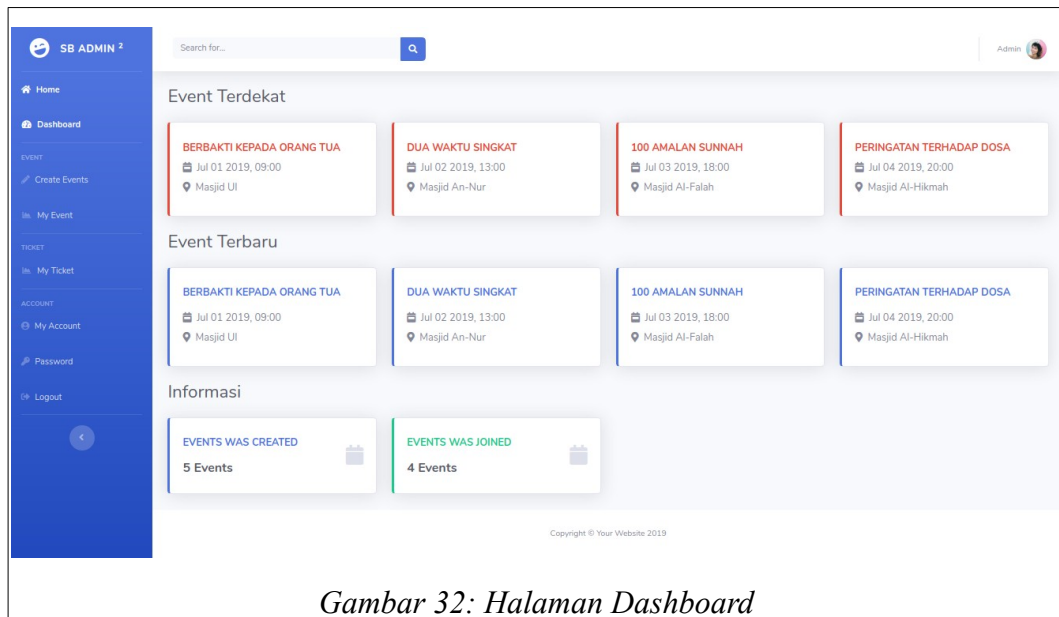 SB ADMIN 2
Search for...
Admin
Home
Dashboard
EVENT
Create Events
My Event
TICKET
My Ticket
ACCOUNT
My Account
Password
Logout
Event Terdekat
BERBAKTI KEPADA ORANG TUA
Jul 01 2019, 09:00
Masjid UI
DUA WAKTU SINGKAT
Jul 02 2019, 13:00
Masjid An-Nur
100 AMALAN SUNNAH
Jul 03 2019, 18:00
Masjid Al-Falah
PERINGATAN TERHADAP DOSA
Jul 04 2019, 20:00
Masjid Al-Hikmah
Event Terbaru
BERBAKTI KEPADA ORANG TUA
Jul 01 2019, 09:00
Masjid UI
DUA WAKTU SINGKAT
Jul 02 2019, 13:00
Masjid An-Nur
100 AMALAN SUNNAH
Jul 03 2019, 18:00
Masjid Al-Falah
PERINGATAN TERHADAP DOSA
Jul 04 2019, 20:00
Masjid Al-Hikmah
Informasi
EVENTS WAS CREATED
5 Events
EVENTS WAS JOINED
4 Events
Copyright © Your Website 2019
Gambar 32: Halaman Dashboard